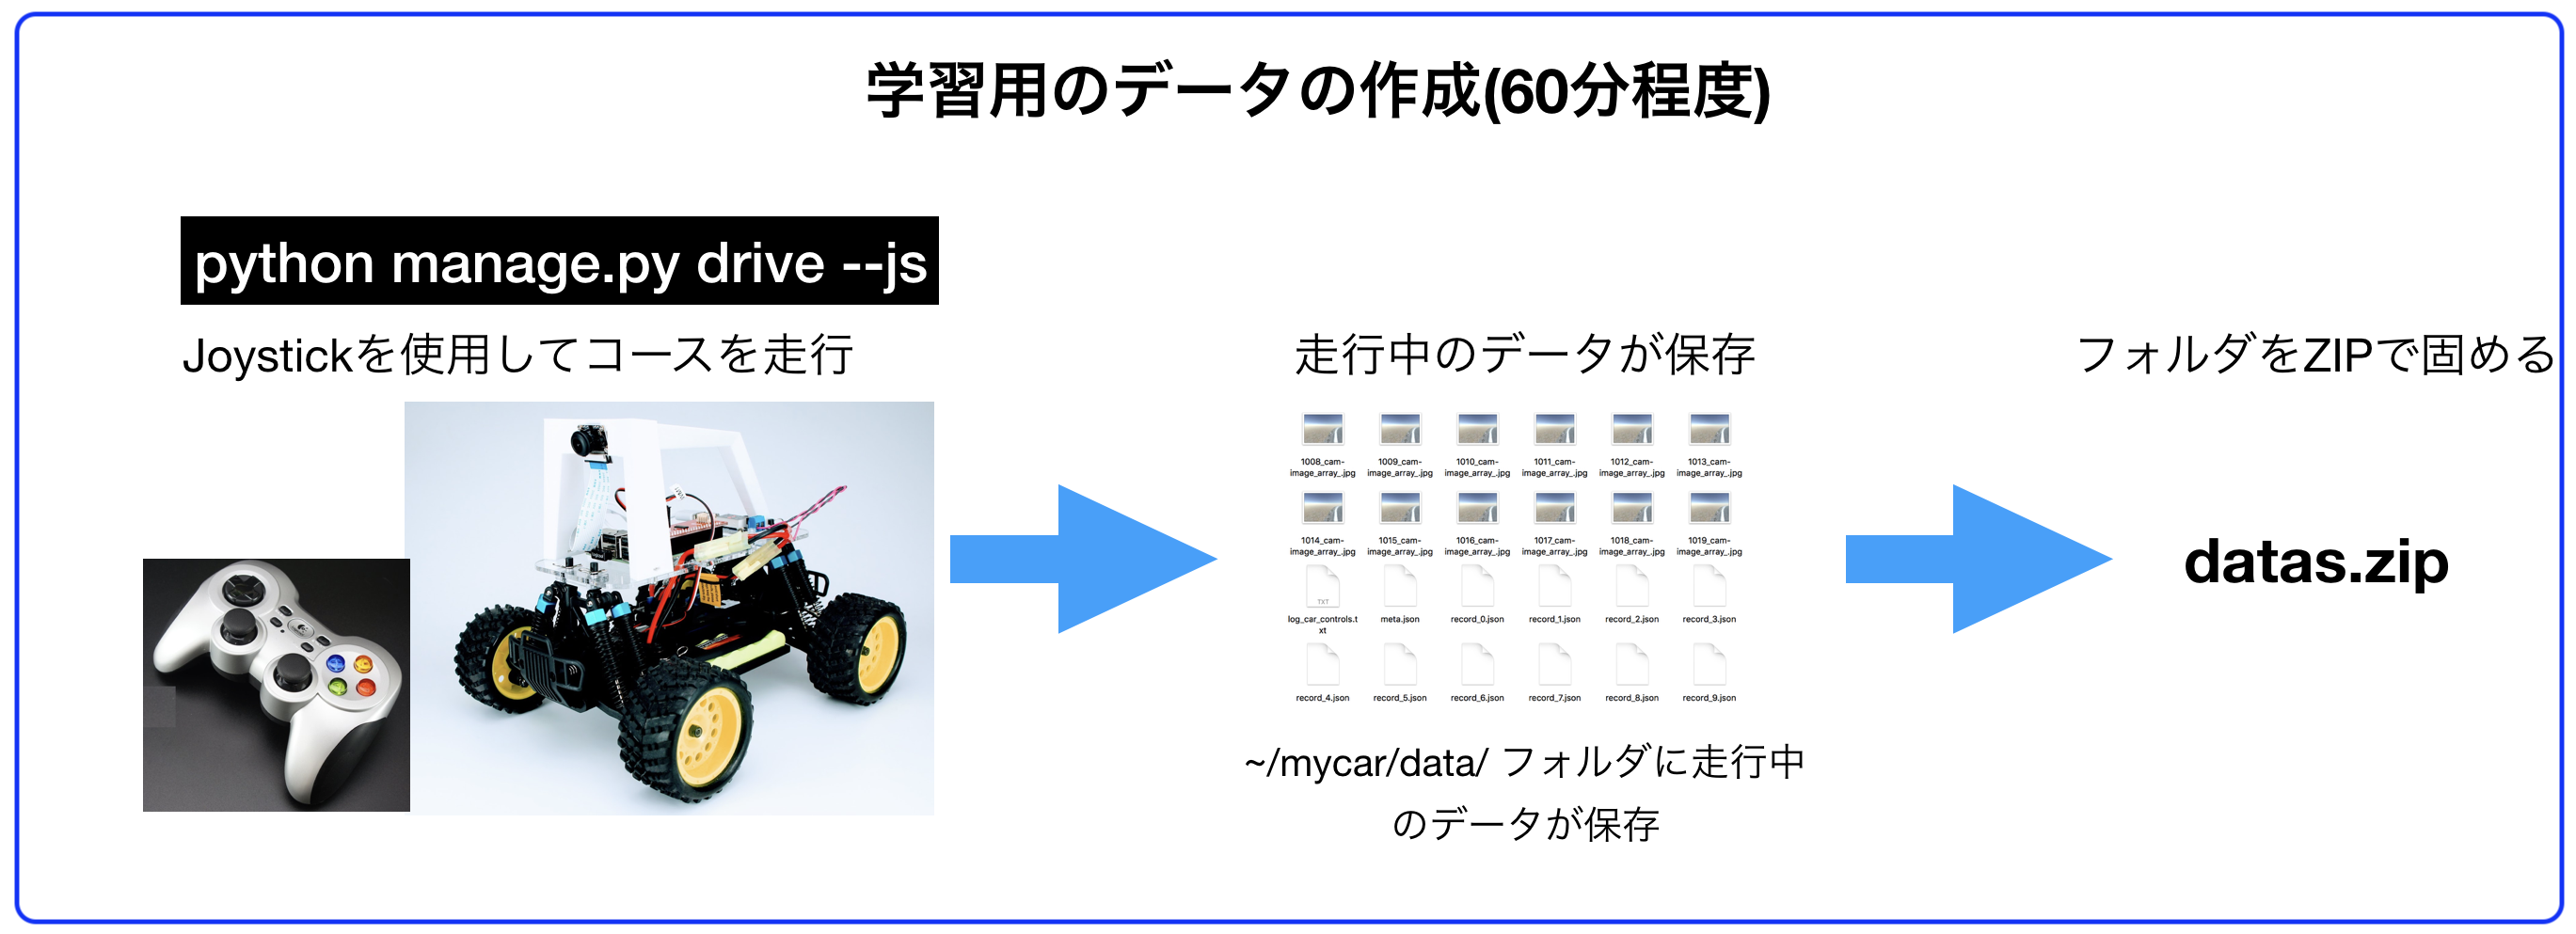 学習用のデータの作成(60分程度)
python manage.py drive --js
Joystickを使用してコースを走行
走行中のデータが保存
フォルダをZIPで固める
1008_cam-
image_array_.jpg
1009_cam-
image_array_.jpg
1010_cam-
image_array_.jpg
1011_cam-
image_array_.jpg
1012_cam-
image_array_.jpg
1013_cam-
image_array_.jpg
1014_cam-
image_array_.jpg
1015_cam-
image_array_.jpg
1016_cam-
image_array_.jpg
1017_cam-
image_array_.jpg
1018_cam-
image_array_.jpg
1019_cam-
image_array_.jpg
TXT
log_car_controls.t
xt
meta.json
record_0.json
record_1.json
record_2.json
record_3.json
record_4.json
record_5.json
record_6.json
record_7.json
record_8.json
record_9.json
~/mycar/data/ フォルダに走行中
のデータが保存
datas.zip